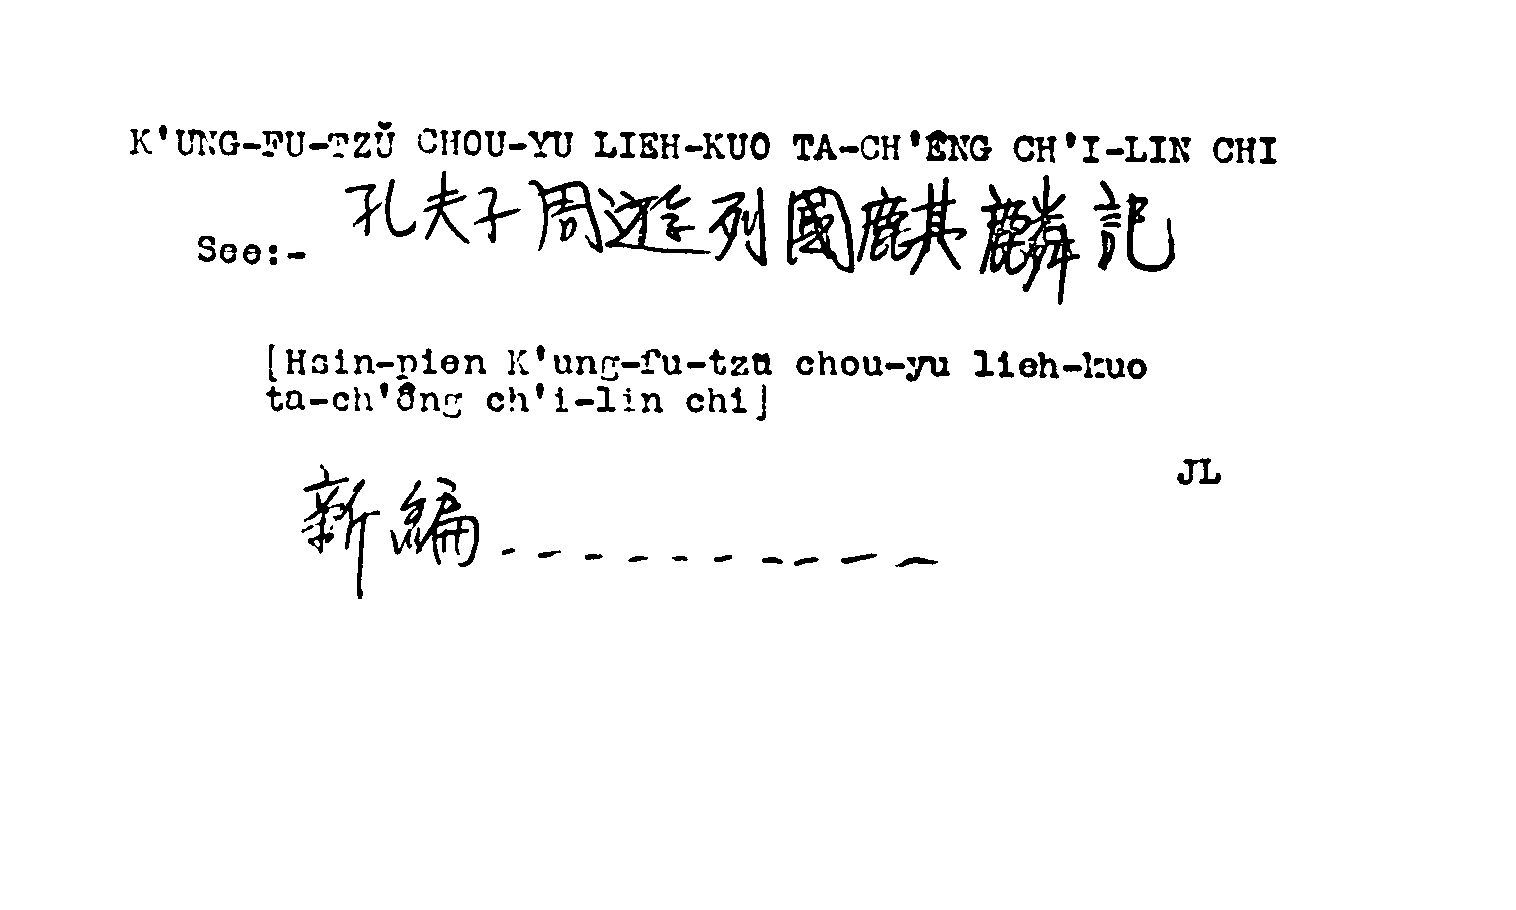 K'UNG-FU-TZŬ CHOU-YU LIEH-KUO TA-CH'ÊNG CH'I-LIN CHI
孔夫子周遊列國麒麟記
See:-
[Hsin-pien K'ung-fu-tzŭ chou-yu lieh-kuo
ta-ch'êng ch'i-lin chi]
JL
新編----------